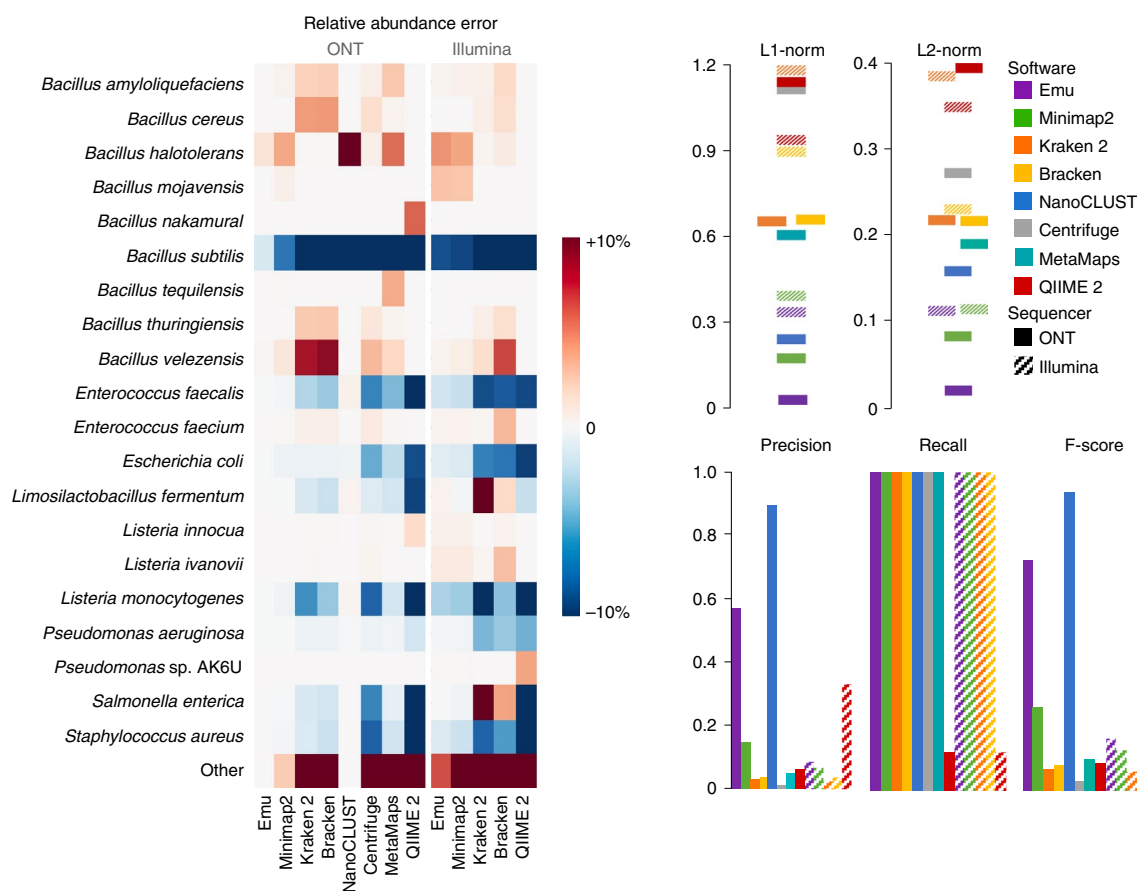 Relative abundance error
ONT
Illumina
Bacillus amyloliquefaciens
Bacillus cereus
Bacillus halotolerans
Bacillus mojavensis
Bacillus nakamural
Bacillus subtilis
Bacillus tequilensis
Bacillus thuringiensis
Bacillus velezensis
Enterococcus faecalis
Enterococcus faecium
Escherichia coli
Limosilactobacillus fermentum
Listeria innocua
Listeria ivanovii
Listeria monocytogenes
Pseudomonas aeruginosa
Pseudomonas sp. AK6U
Salmonella enterica
Staphylococcus aureus
Other
Emu
Minimap2
Kraken 2
Bracken
NanoCLUST
Centrifuge
MetaMaps
QIIME 2
Emu
Minimap2
Kraken 2
Bracken
QIIME 2
+10%
0
–10%
L1-norm
1.2
0.9
0.6
0.3
0
L2-norm
0.4
0.3
0.2
0.1
0
Software
Emu
Minimap2
Kraken 2
Bracken
NanoCLUST
Centrifuge
MetaMaps
QIIME 2
Sequencer
ONT
Illumina
Precision
Recall
F-score
1.0
0.8
0.6
0.4
0.2
0